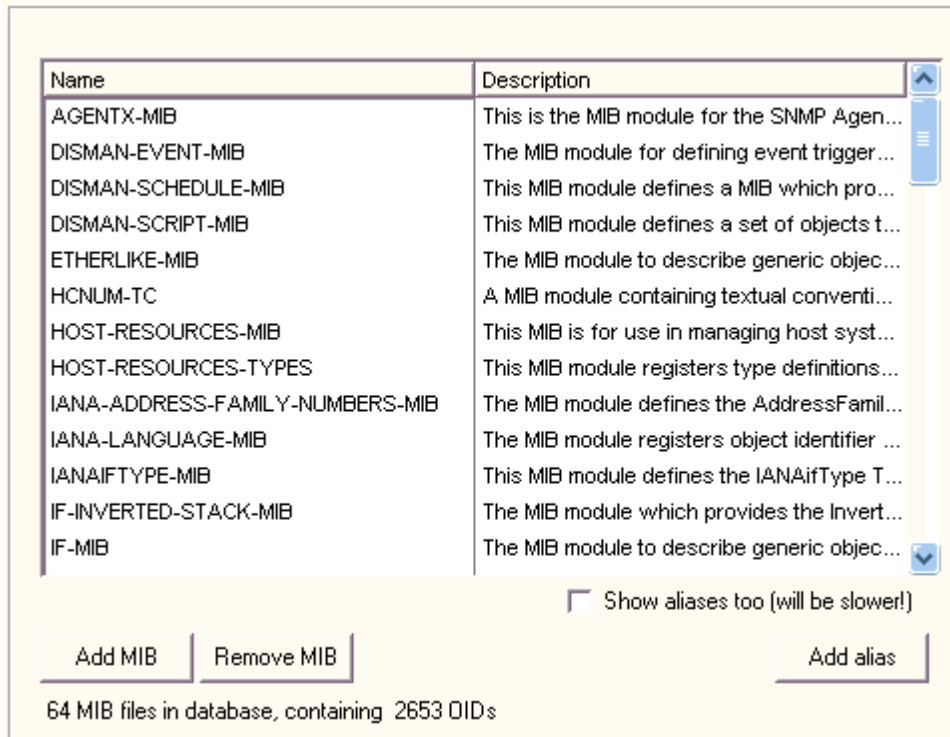 Name Description
AGENTX-MIB This is the MIB module for the SNMP Agen...
DISMAN-EVENT-MIB The MIB module for defining event trigger...
DISMAN-SCHEDULE-MIB This MIB module defines a MIB which pro...
DISMAN-SCRIPT-MIB This MIB module defines a set of objects t...
ETHERLIKE-MIB The MIB module to describe generic objec...
HCNUM-TC A MIB module containing textual conventi...
HOST-RESOURCES-MIB This MIB is for use in managing host syst...
HOST-RESOURCES-TYPES This MIB module registers type definitions...
IANA-ADDRESS-FAMILY-NUMBERS-MIB The MIB module defines the AddressFamil...
IANA-LANGUAGE-MIB The MIB module registers object identifier ...
IANAIFTYPE-MIB This MIB module defines the IANAifType T...
IF-INVERTED-STACK-MIB The MIB module which provides the Invert...
IF-MIB The MIB module to describe generic objec...
Show aliases too (will be slower!)
Add MIB Remove MIB Add alias
64 MIB files in database, containing 2653 OIDs